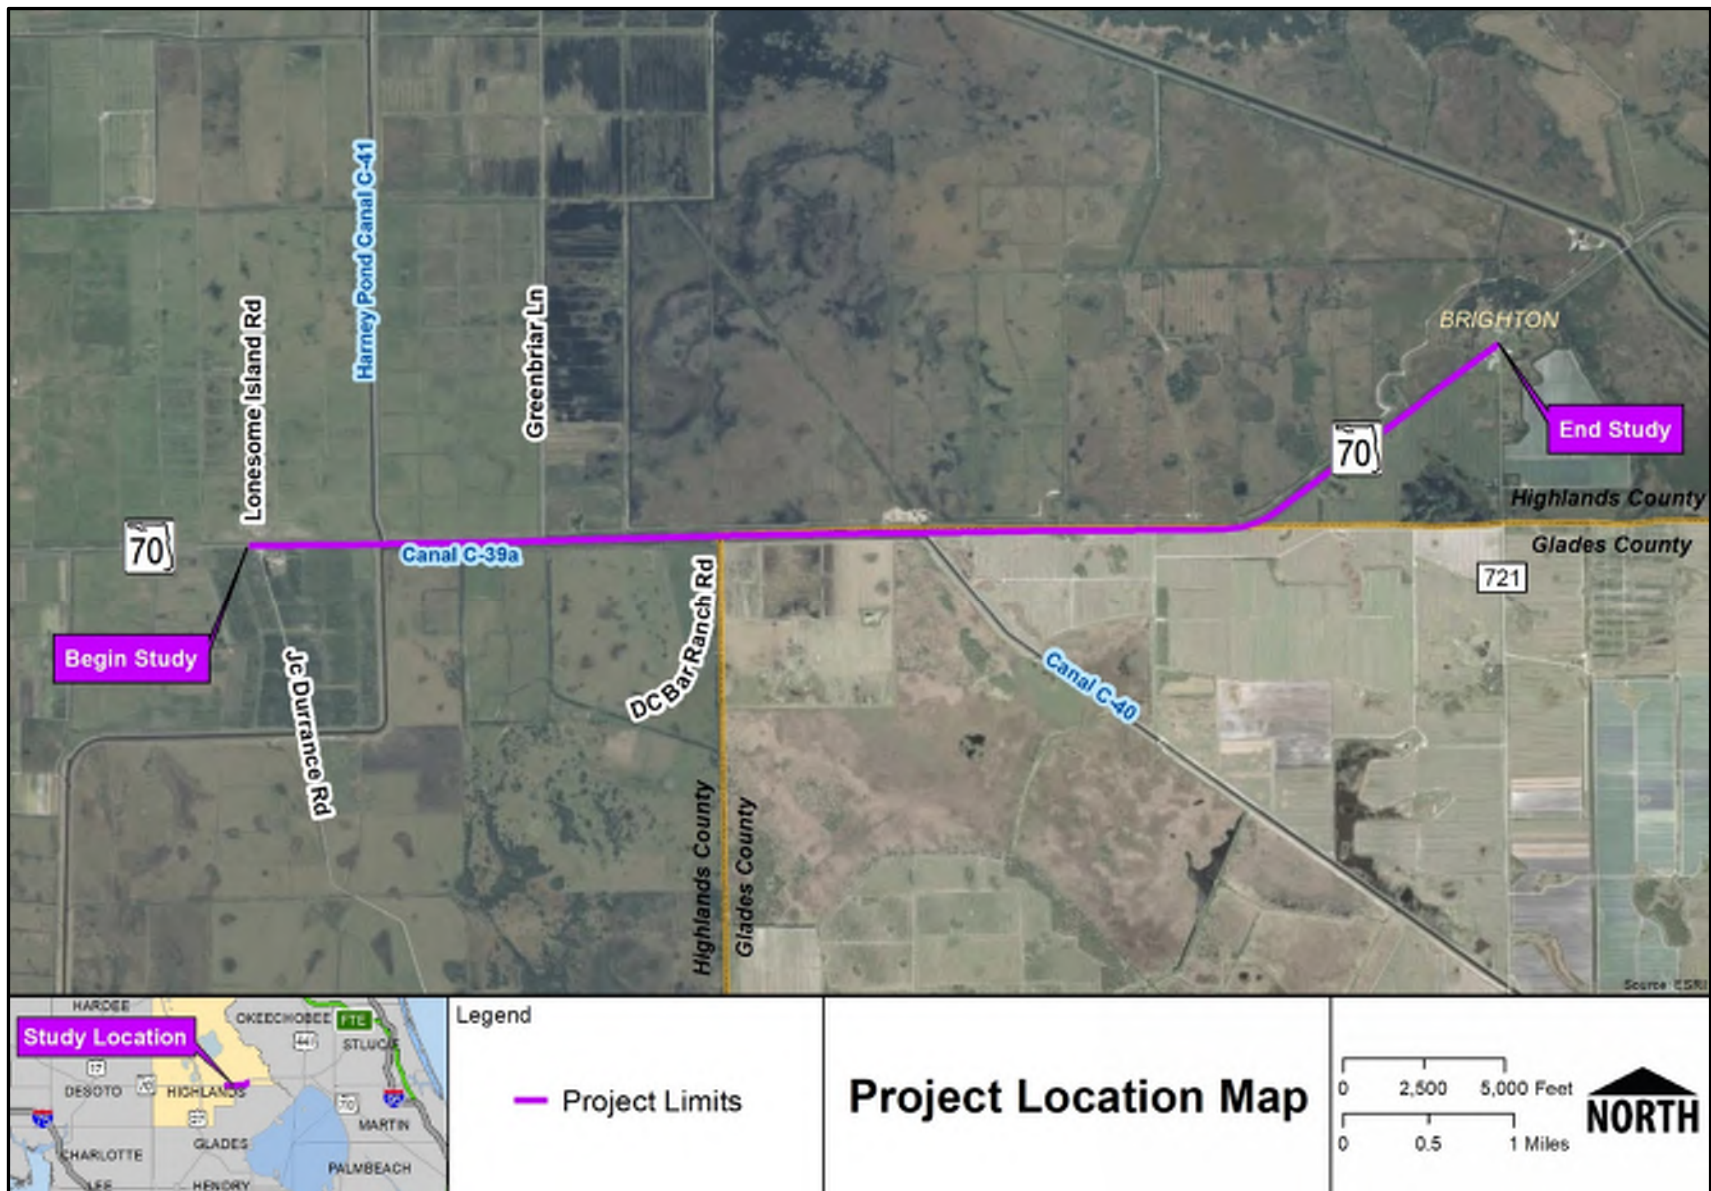 Harney Pond Canal C-41
Lonesome Island Rd
Greenbriar Ln
BRIGHTON
End Study
70
Highlands County
70
Canal C-39a
Glades County
721
DC Bar Ranch Rd
Begin Study
Jc Durrance Rd
Canal C-40
Highlands County
Glades County
Source: ESRI
HARDEE
OKEECHOBEE
FTE
Study Location
441
STLUCIE
17
DESOTO
70
HIGHLANDS
70
95
75
27
MARTIN
GLADES
CHARLOTTE
PALMBEACH
LEE
HENDRY
Legend
Project Limits
Project Location Map
0 2,500 5,000 Feet
0 0.5 1 Miles
NORTH